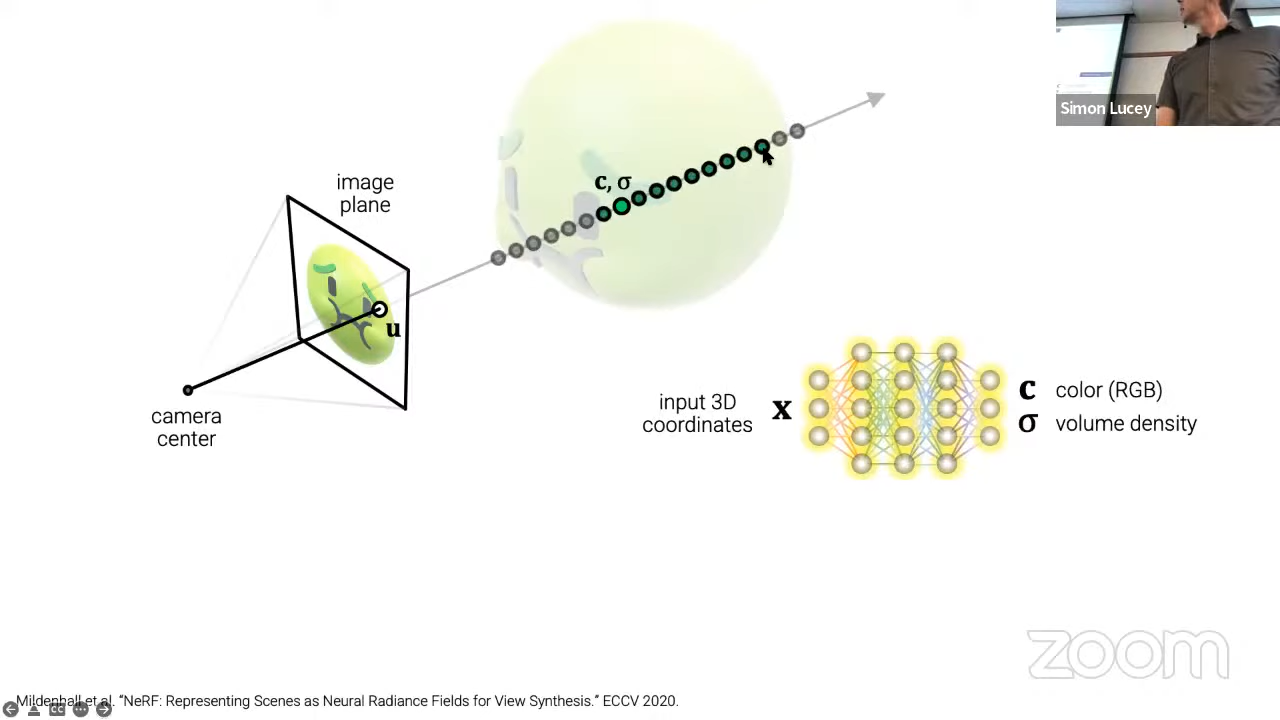 Simon Lucey
c, σ
image
plane
u
camera
center
input 3D
coordinates
x
c color (RGB)
σ volume density
zoom
Mildenhall et al. “NeRF: Representing Scenes as Neural Radiance Fields for View Synthesis.” ECCV 2020.